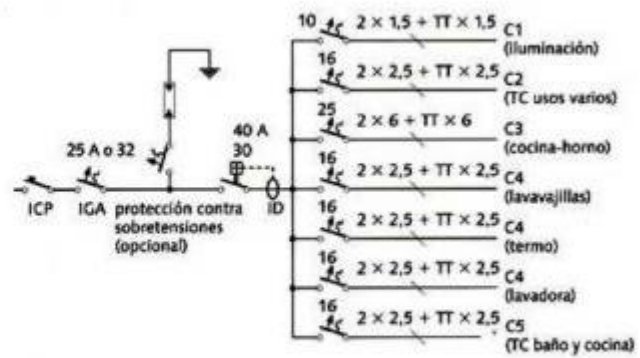 10 2 × 1,5 + TT × 1,5 C1
(iluminación)
16 2 × 2,5 + TT × 2,5 C2
(TC usos varios)
25 2 × 6 + TT × 6 C3
(cocina-horno)
16 2 × 2,5 + TT × 2,5 C4
(lavavajillas)
16 2 × 2,5 + TT × 2,5 C4
(termo)
16 2 × 2,5 + TT × 2,5 C4
(lavadora)
16 2 × 2,5 + TT × 2,5 C5
(TC baño y cocina)
25 A o 32
40 A
30
ICP IGA protección contra ID
sobretensiones
(opcional)